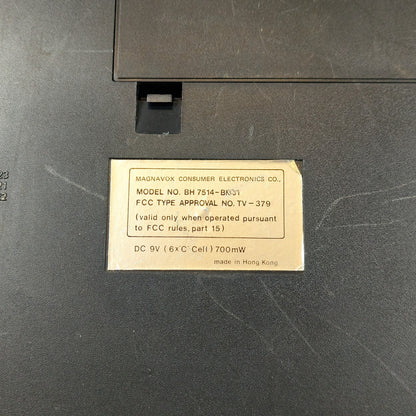 MAGNAVOX CONSUMER ELECTRONICS CO.,
MODEL NO. BH 7514-BK01
FCC TYPE APPROVAL NO. TV-379
(valid only when operated pursuant
to FCC rules, part 15)
DC 9V (6x"C" Cell) 700mW
made in Hong Kong